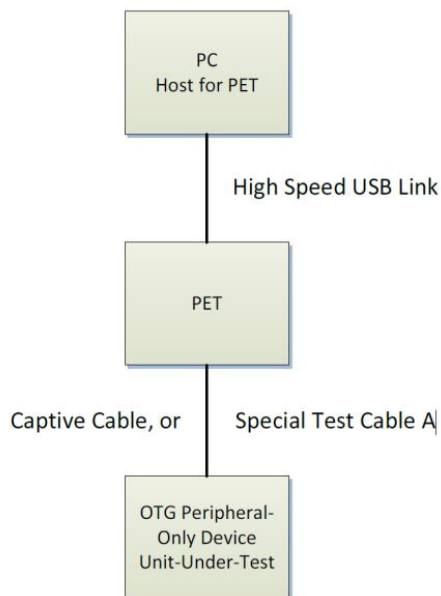 PC
Host for PET
High Speed USB Link
PET
Captive Cable, or
Special Test Cable A
OTG Peripheral-
Only Device
Unit-Under-Test